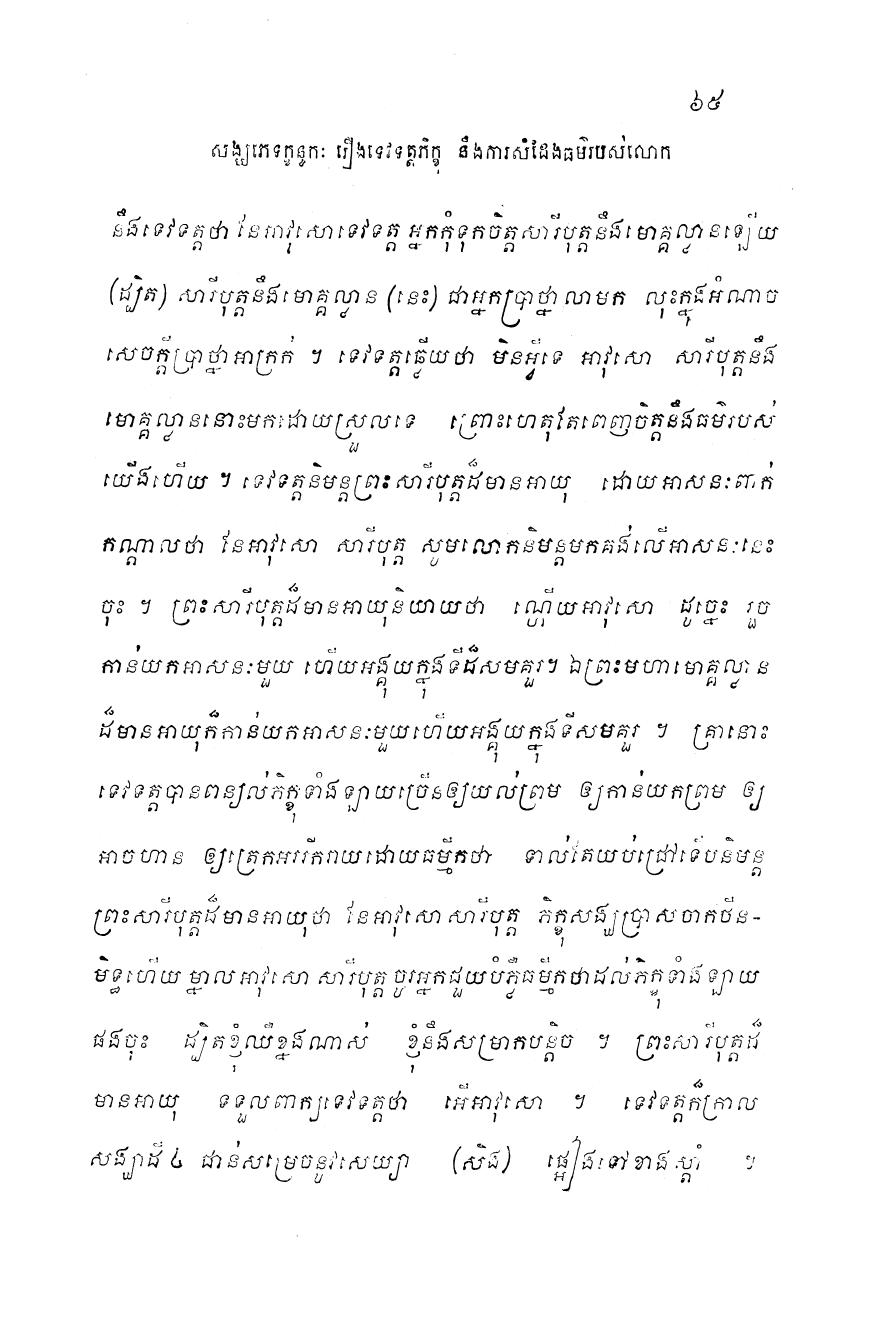 ៦៥
សង្ឃភេទក្ខន្ធកៈ រឿងទេវទត្តភិក្ខុ នឹងការសំដែងធម៌របស់លោក
នឹងទេវទត្តថា នែអាវុសោទេវទត្ត អ្នកកុំទុកចិត្តសារីបុត្តនឹងមោគ្គល្លានឡើយ
(ដ្បិត) សារីបុត្តនឹងមោគ្គល្លាន (នេះ) ជាអ្នកប្រាថ្នាលាមក លុះក្នុងអំណាច
សេចក្តីប្រាថ្នាអាក្រក់ ។ ទេវទត្តឆ្លើយថា មិនអ្វីទេ អាវុសោ សារីបុត្តនឹង
មោគ្គល្លាននោះមកដោយស្រួលទេ ព្រោះហេតុតែពេញចិត្តនឹងធម៌របស់
យើងហើយ ។ ទេវទត្តនិមន្តព្រះសារីបុត្តដ៏មានអាយុ ដោយអាសនៈពាក់
កណ្តាលថា នែអាវុសោ សារីបុត្ត សូមលោកនិមន្តមកគង់លើអាសនៈនេះ
ចុះ ។ ព្រះសារីបុត្តដ៏មានអាយុនិយាយថា ណ្ហើយអាវុសោ ដូច្នេះ រួច
កាន់យកអាសនៈមួយ ហើយអង្គុយក្នុងទីដ៏សមគួរ។ ឯព្រះមហាមោគ្គល្លាន
ដ៏មានអាយុក៏កាន់យកអាសនៈមួយហើយអង្គុយក្នុងទីសមគួរ ។ គ្រានោះ
ទេវទត្តបានពន្យល់ភិក្ខុទាំងឡាយច្រើនឲ្យយល់ព្រម ឲ្យកាន់យកព្រម ឲ្យ
អាចហាន ឲ្យត្រេកអររីករាយដោយធម្មីកថា ទាល់តែយប់ជ្រៅទើបនិមន្ត
ព្រះសារីបុត្តដ៏មានអាយុថា នែអាវុសោសារីបុត្ត ភិក្ខុសង្ឃប្រាសចាកថីន-
មិទ្ធហើយ ម្នាលអាវុសោ សារីបុត្ត ចូរអ្នកជួយបំភ្លឺធម្មីកថាដល់ភិក្ខុទាំងឡាយ
ផងចុះ ដ្បិតខ្ញុំឈឺខ្នងណាស់ ខ្ញុំនឹងសម្រាកបន្តិច ។ ព្រះសារីបុត្តដ៏
មានអាយុ ទទួលពាក្យទេវទត្តថា អើអាវុសោ ។ ទេវទត្តក៏ក្រាល
សង្ឃាដិ ៤ ជាន់សម្រេចនូវសេយ្យា (សិង) ផ្អៀងទៅខាងស្តាំ ។